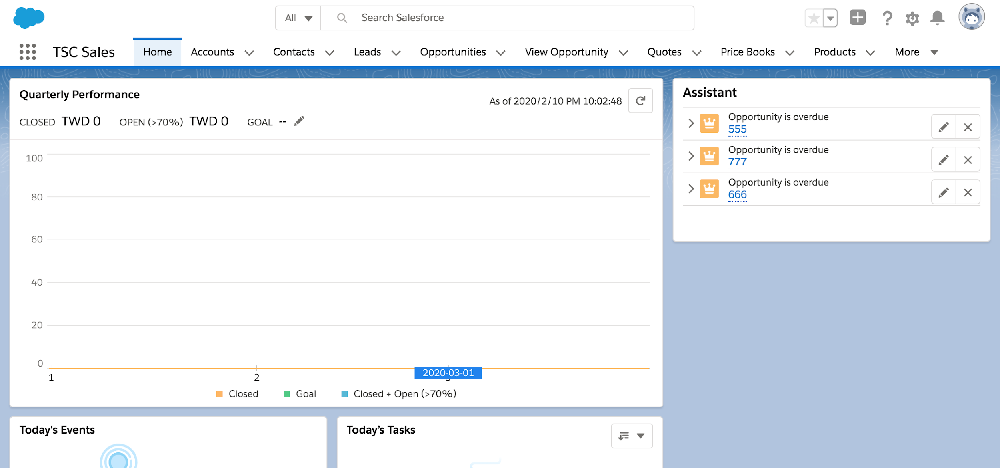 All
Search Salesforce
TSC Sales
Home
Accounts
Contacts
Leads
Opportunities
View Opportunity
Quotes
Price Books
Products
More
Quarterly Performance
As of 2020/2/10 PM 10:02:48
CLOSED TWD 0 OPEN (>70%) TWD 0 GOAL --
100
80
60
40
20
0
1
2
2020-03-01
Closed
Goal
Closed + Open (>70%)
Assistant
Opportunity is overdue
555
Opportunity is overdue
777
Opportunity is overdue
666
Today's Events
Today’s Tasks